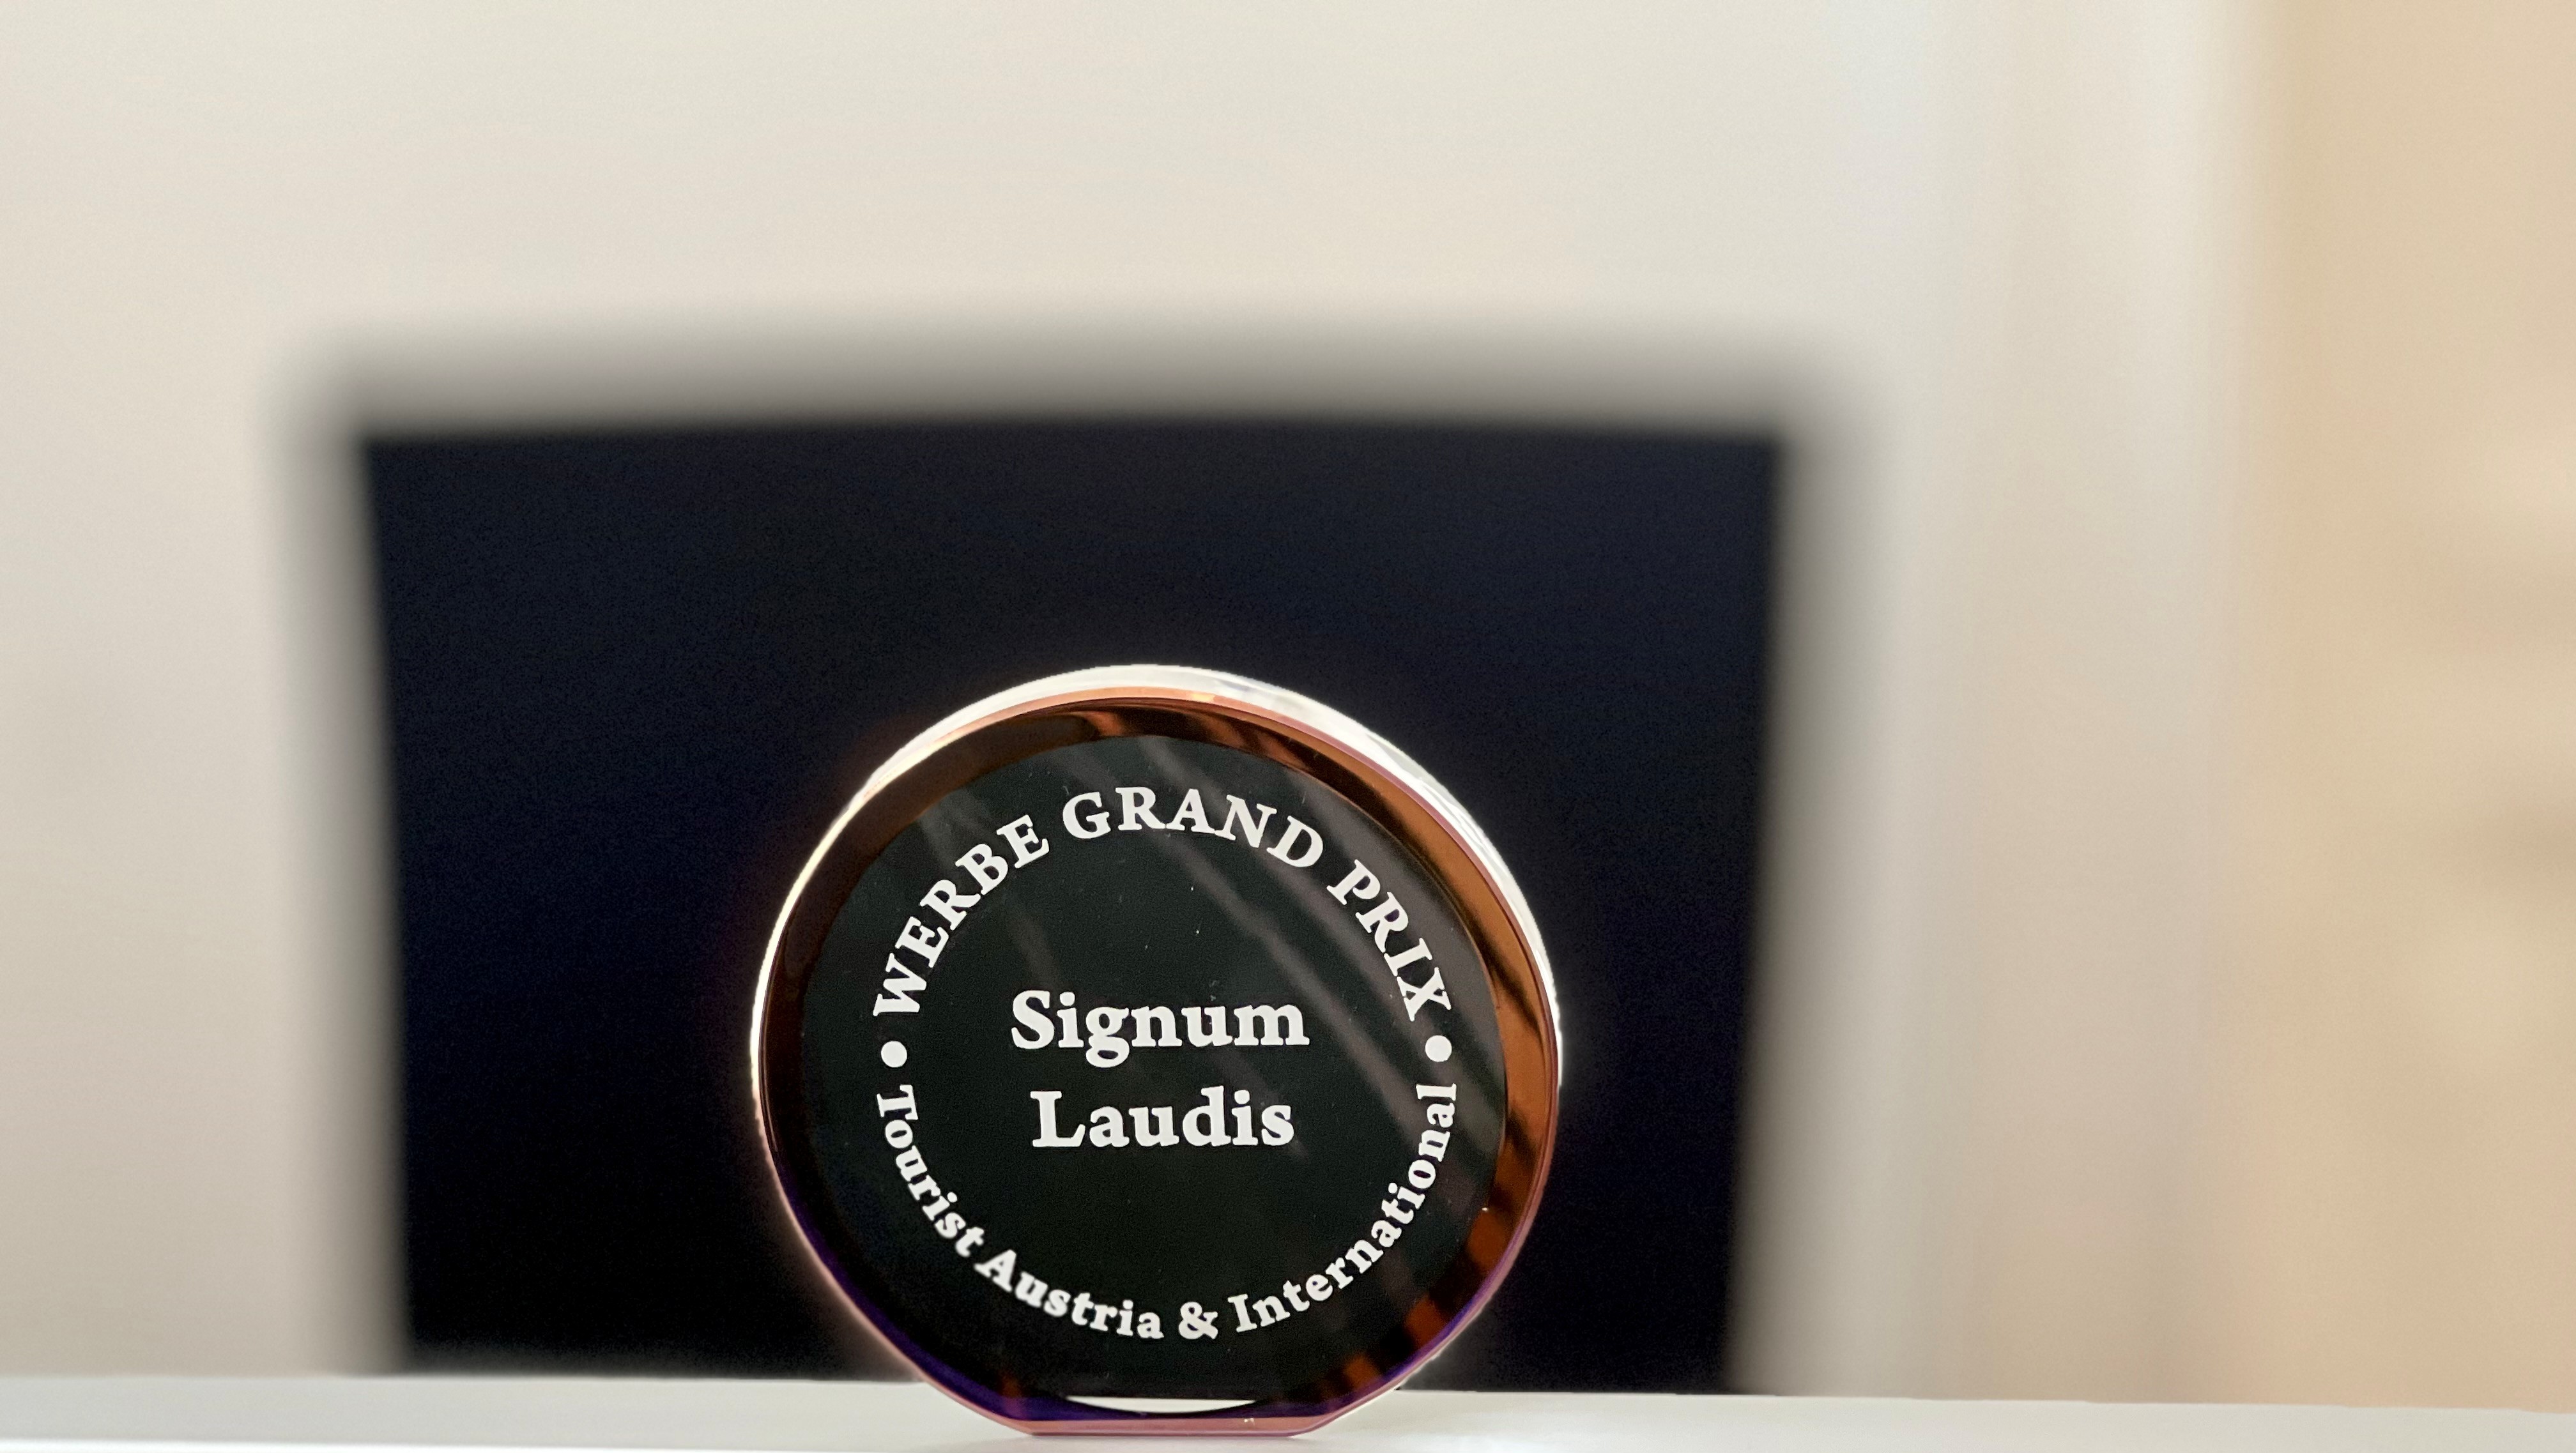 • WERBE GRAND PRIX •
Signum
Laudis
Tourist Austria & International